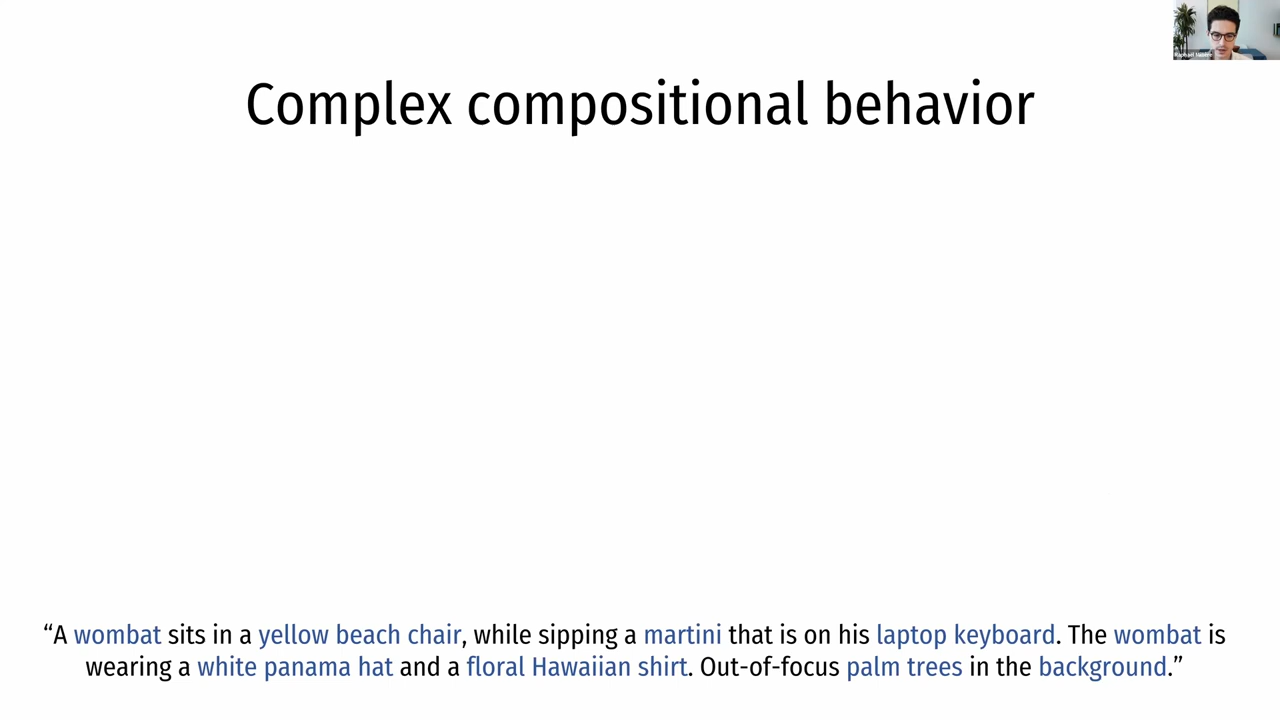 Complex compositional behavior
“A wombat sits in a yellow beach chair, while sipping a martini that is on his laptop keyboard. The wombat is
wearing a white panama hat and a floral Hawaiian shirt. Out-of-focus palm trees in the background.”